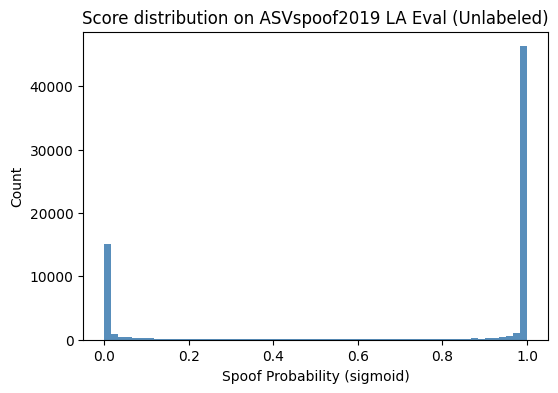 Score distribution on ASVspoof2019 LA Eval (Unlabeled)
40000
30000
20000
10000
0
Count
0.0 0.2 0.4 0.6 0.8 1.0
Spoof Probability (sigmoid)